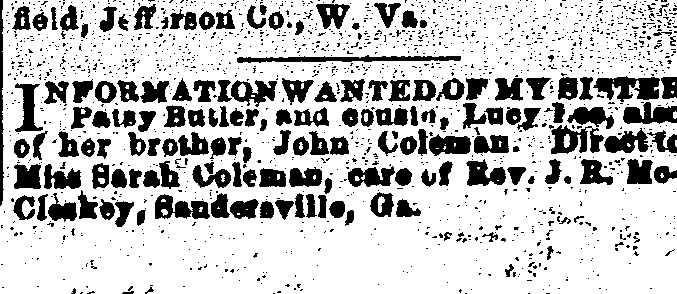 field, Jefferson Co., W. Va.
INFORMATION WANTED OF MY SISTER
Patsy Butler, and cousin, Lucy Lee, also
of her brother, John Coleman. Direct to
Miss Sarah Coleman, care of Rev. J. R. Mc-
Cleskey, Sandersville, Ga.